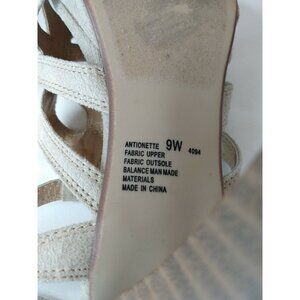 ANTIONETTE 9W 4094
FABRIC UPPER
FABRIC OUTSOLE
BALANCE MAN MADE
MATERIALS
MADE IN CHINA